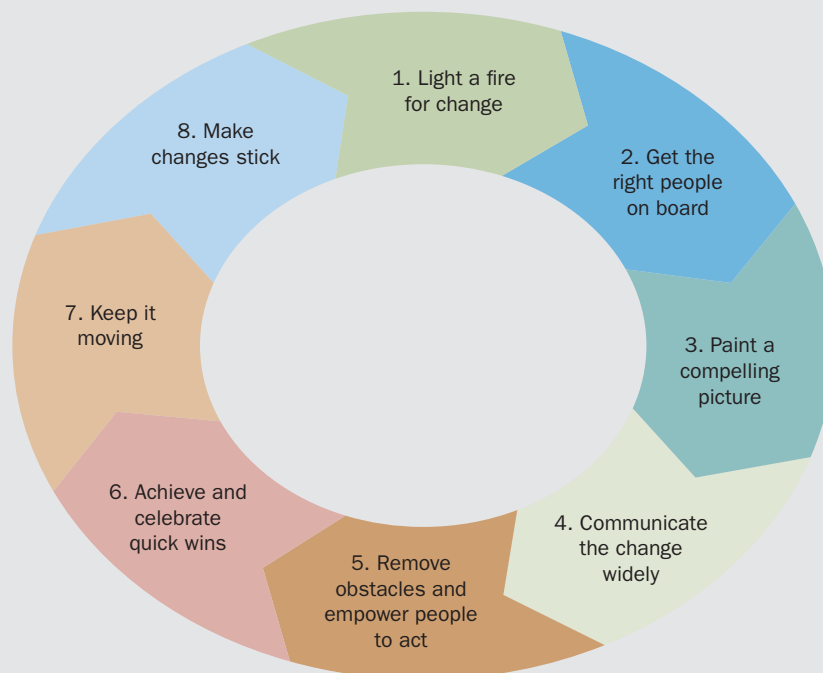 1. Light a fire
for change
2. Get the
right people
on board
3. Paint a
compelling
picture
4. Communicate
the change
widely
5. Remove
obstacles and
empower people
to act
6. Achieve and
celebrate
quick wins
7. Keep it
moving
8. Make
changes stick